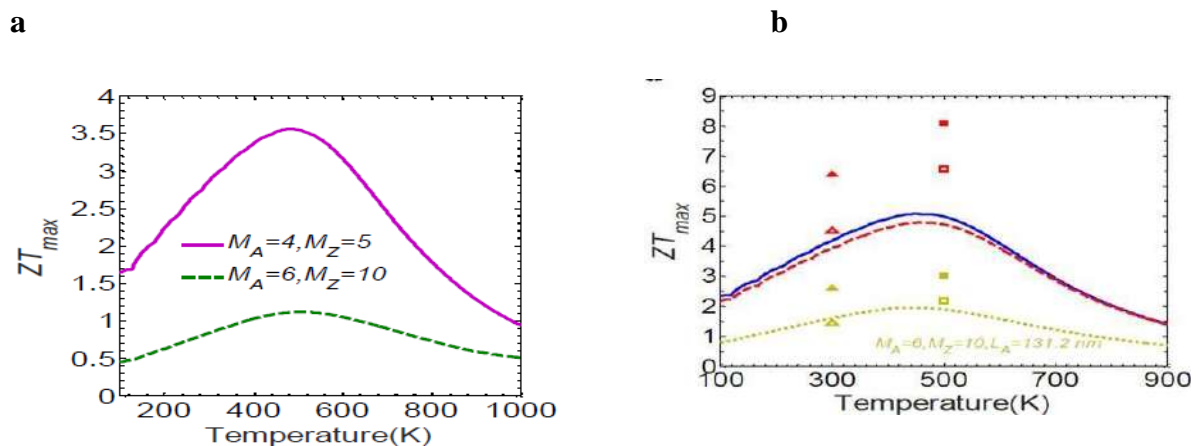 a
b
4
3.5
3
2.5
2
1.5
1
0.5
0
ZT_max
M_A=4,M_Z=5
M_A=6,M_Z=10
200 400 600 800 1000
Temperature(K)
9
8
7
6
5
4
3
2
1
0
ZT_max
M_A=6,M_Z=10,L_A=131.2 nm
100 300 500 700 900
Temperature(K)